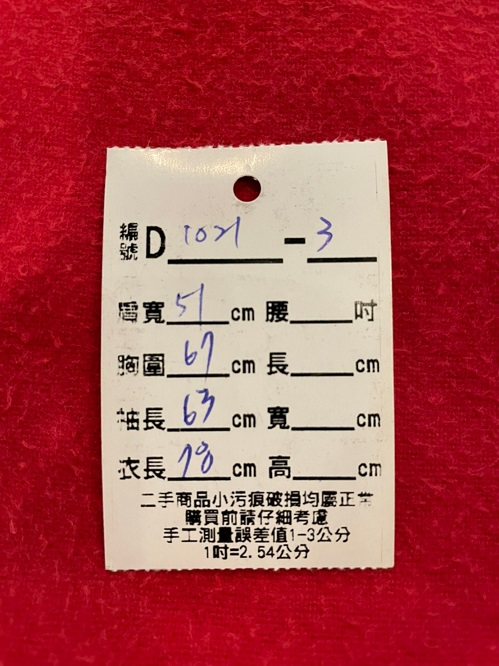 編號 D 1021 - 3
肩寬 51 cm 腰 吋
胸圍 67 cm 長 cm
袖長 63 cm 寬 cm
衣長 78 cm 高 cm
二手商品小污痕破損均屬正常
購買前請仔細考慮
手工測量誤差值1-3公分
1吋=2.54公分